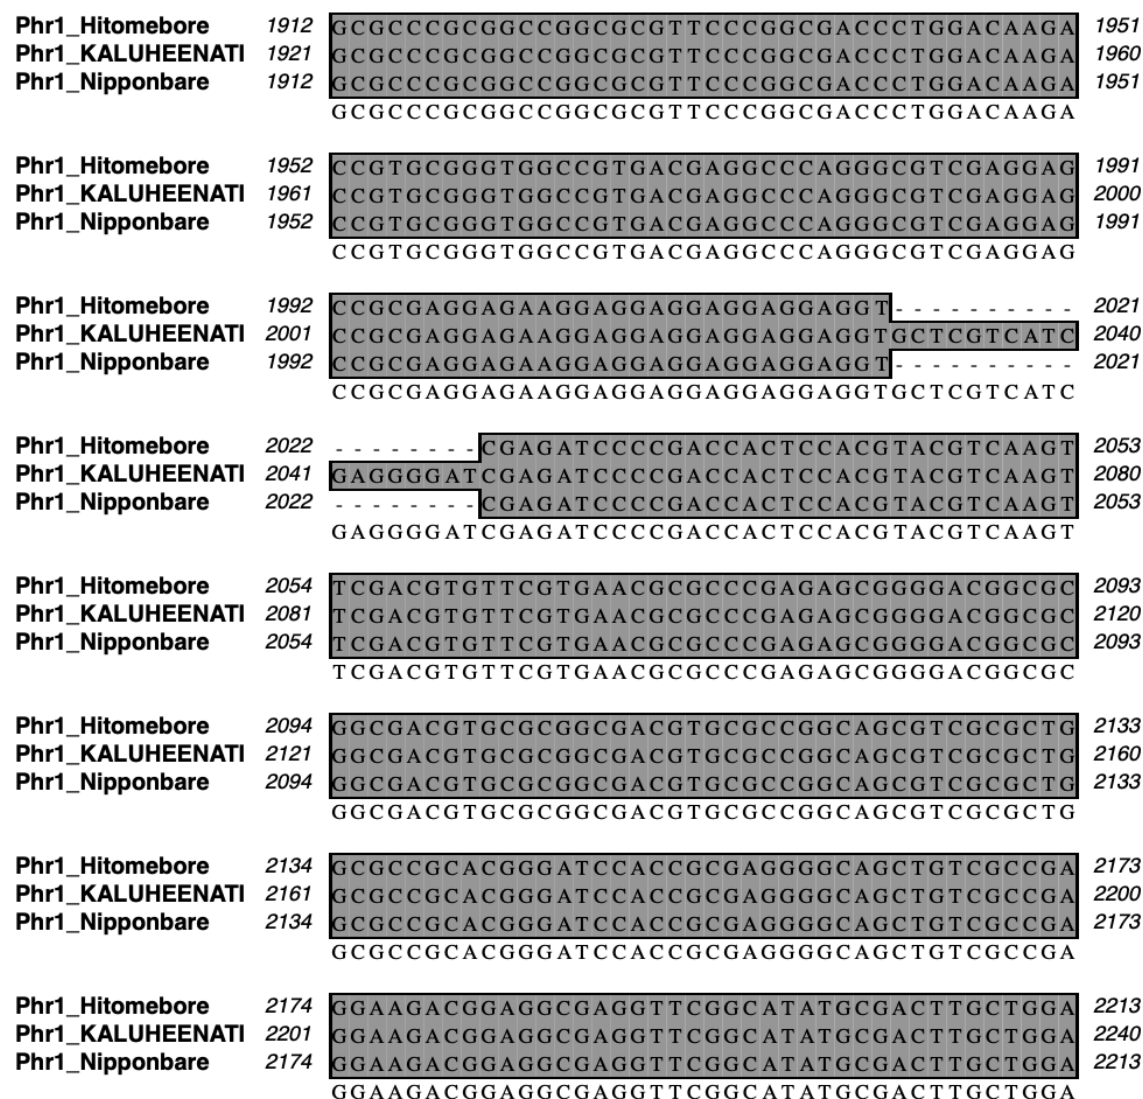 Phr1_Hitomebore 1912 GCGCCCGCGGCCGGCGCGTTCCCGGCGACCCTGGACAAGA 1951
Phr1_KALUHEENATI 1921 GCGCCCGCGGCCGGCGCGTTCCCGGCGACCCTGGACAAGA 1960
Phr1_Nipponbare 1912 GCGCCCGCGGCCGGCGCGTTCCCGGCGACCCTGGACAAGA 1951
GCGCCCGCGGCCGGCGCGTTCCCGGCGACCCTGGACAAGA
Phr1_Hitomebore 1952 CCGTGCGGGTGGCCGTGACGAGGCCCAGGGCGTCGAGGAG 1991
Phr1_KALUHEENATI 1961 CCGTGCGGGTGGCCGTGACGAGGCCCAGGGCGTCGAGGAG 2000
Phr1_Nipponbare 1952 CCGTGCGGGTGGCCGTGACGAGGCCCAGGGCGTCGAGGAG 1991
CCGTGCGGGTGGCCGTGACGAGGCCCAGGGCGTCGAGGAG
Phr1_Hitomebore 1992 CCGCGAGGAGAAGGAGGAGGAGGAGGAGGT---------- 2021
Phr1_KALUHEENATI 2001 CCGCGAGGAGAAGGAGGAGGAGGAGGAGGTGCTCGTCATC 2040
Phr1_Nipponbare 1992 CCGCGAGGAGAAGGAGGAGGAGGAGGAGGT---------- 2021
CCGCGAGGAGAAGGAGGAGGAGGAGGAGGTGCTCGTCATC
Phr1_Hitomebore 2022 --------CGAGATCCCCGACCACTCCACGTACGTCAAGT 2053
Phr1_KALUHEENATI 2041 GAGGGGATCGAGATCCCCGACCACTCCACGTACGTCAAGT 2080
Phr1_Nipponbare 2022 --------CGAGATCCCCGACCACTCCACGTACGTCAAGT 2053
GAGGGGATCGAGATCCCCGACCACTCCACGTACGTCAAGT
Phr1_Hitomebore 2054 TCGACGTGTTCGTGAACGCGCCCGAGAGCGGGGACGGCGC 2093
Phr1_KALUHEENATI 2081 TCGACGTGTTCGTGAACGCGCCCGAGAGCGGGGACGGCGC 2120
Phr1_Nipponbare 2054 TCGACGTGTTCGTGAACGCGCCCGAGAGCGGGGACGGCGC 2093
TCGACGTGTTCGTGAACGCGCCCGAGAGCGGGGACGGCGC
Phr1_Hitomebore 2094 GGCGACGTGCGCGGCGACGTGCGCCGGCAGCGTCGCGCTG 2133
Phr1_KALUHEENATI 2121 GGCGACGTGCGCGGCGACGTGCGCCGGCAGCGTCGCGCTG 2160
Phr1_Nipponbare 2094 GGCGACGTGCGCGGCGACGTGCGCCGGCAGCGTCGCGCTG 2133
GGCGACGTGCGCGGCGACGTGCGCCGGCAGCGTCGCGCTG
Phr1_Hitomebore 2134 GCGCCGCACGGGATCCACCGCGAGGGGCAGCTGTCGCCGA 2173
Phr1_KALUHEENATI 2161 GCGCCGCACGGGATCCACCGCGAGGGGCAGCTGTCGCCGA 2200
Phr1_Nipponbare 2134 GCGCCGCACGGGATCCACCGCGAGGGGCAGCTGTCGCCGA 2173
GCGCCGCACGGGATCCACCGCGAGGGGCAGCTGTCGCCGA
Phr1_Hitomebore 2174 GGAAGACGGAGGCGAGGTTCGGCATATGCGACTTGCTGGA 2213
Phr1_KALUHEENATI 2201 GGAAGACGGAGGCGAGGTTCGGCATATGCGACTTGCTGGA 2240
Phr1_Nipponbare 2174 GGAAGACGGAGGCGAGGTTCGGCATATGCGACTTGCTGGA 2213
GGAAGACGGAGGCGAGGTTCGGCATATGCGACTTGCTGGA